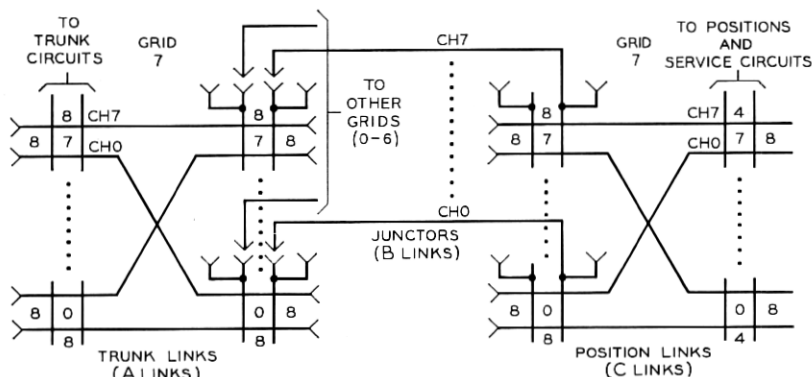 TO
TRUNK
CIRCUITS
GRID
7
8
CH7
8
7
CH0
8
7
8
TO
OTHER
GRIDS
(0-6)
CH7
CH0
JUNCTORS
(B LINKS)
GRID
7
TO POSITIONS
AND
SERVICE CIRCUITS
8
8
7
CH7
4
CH0
7
8
8
0
8
0
8
8
TRUNK LINKS
(A LINKS)
8
0
8
0
8
4
POSITION LINKS
(C LINKS)